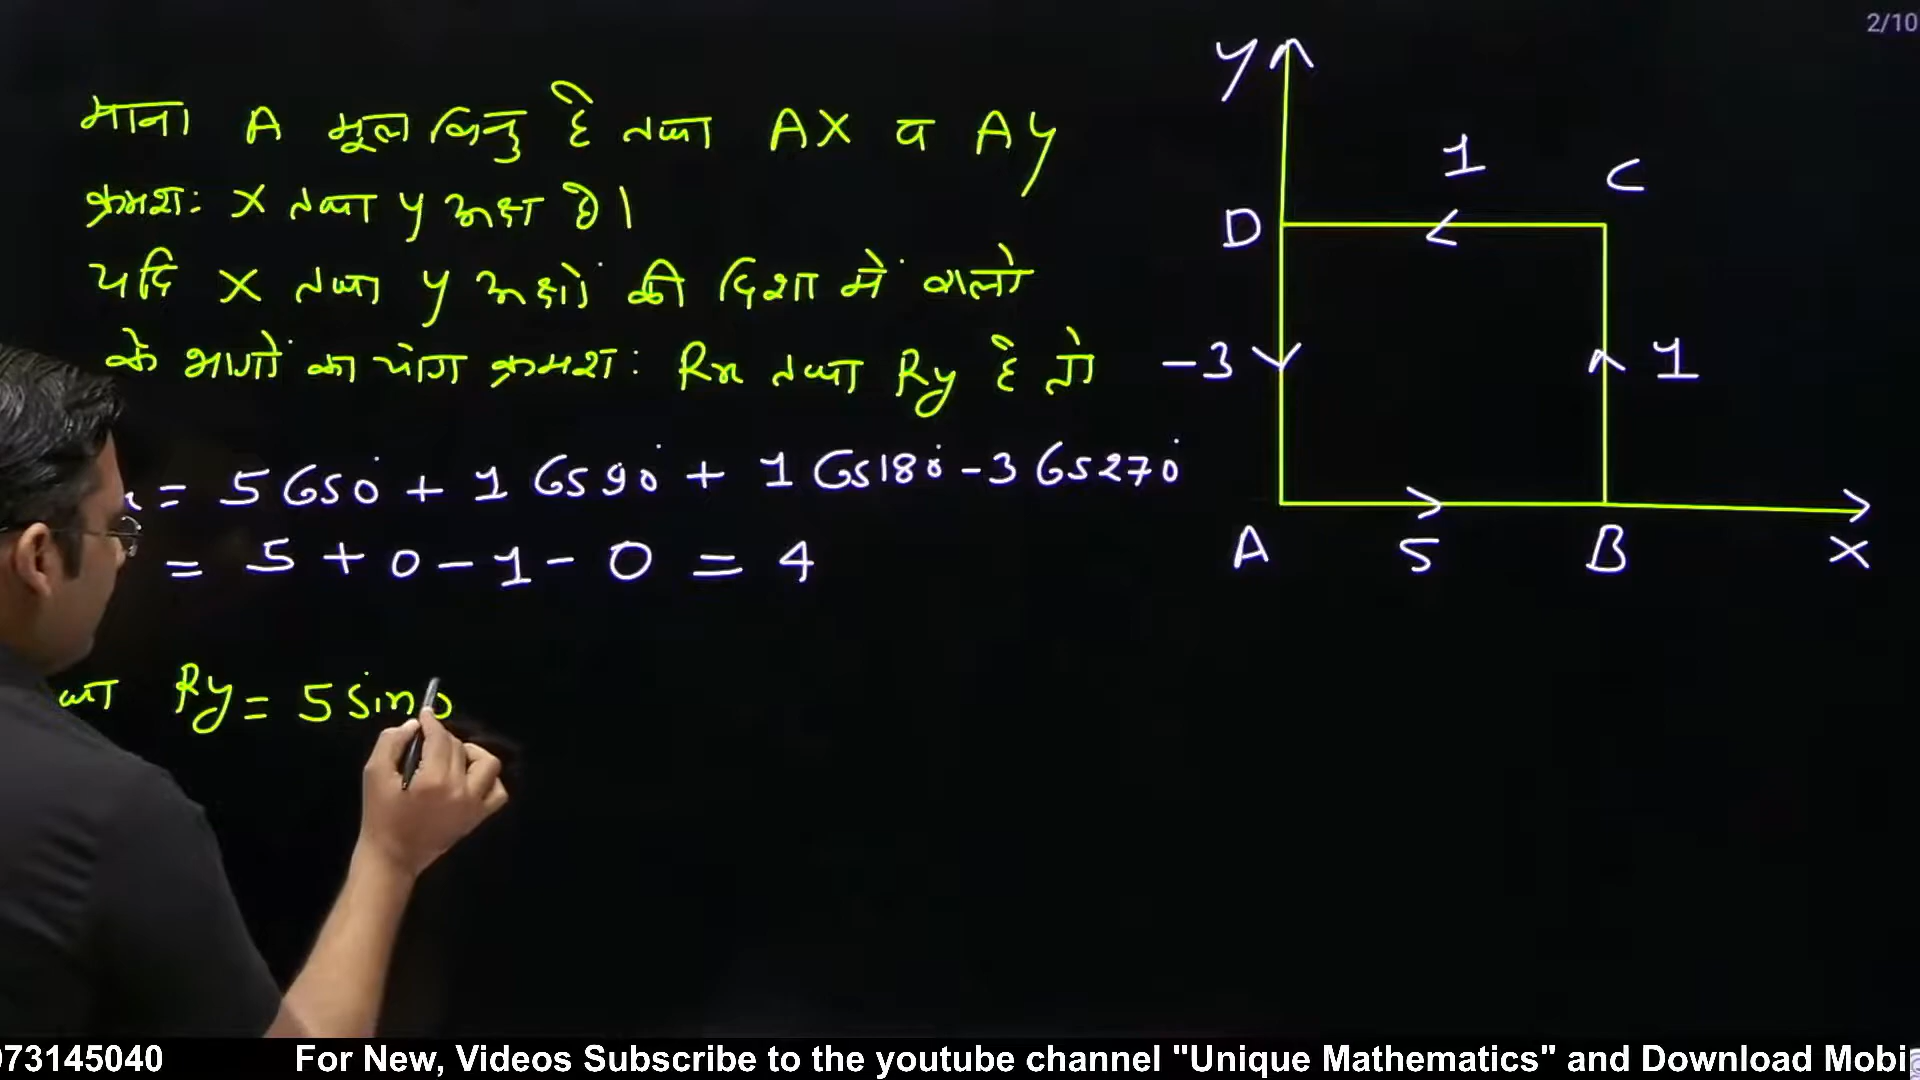 2/10
माना A मूल बिन्दु है तथा AX व AY
क्रमशः X तथा y अक्ष है।
यदि X तथा y अक्षों की दिशा में बलों
के भागों का योग क्रमशः Rx तथा Ry है तो
= 5 Cos0° + 1 Cos90° + 1 Cos180° - 3 Cos270°
= 5 + 0 - 1 - 0 = 4
था Ry = 5 sin0
y
1
C
D
-3
1
A
5
B
X
073145040 For New, Videos Subscribe to the youtube channel "Unique Mathematics" and Download Mobi